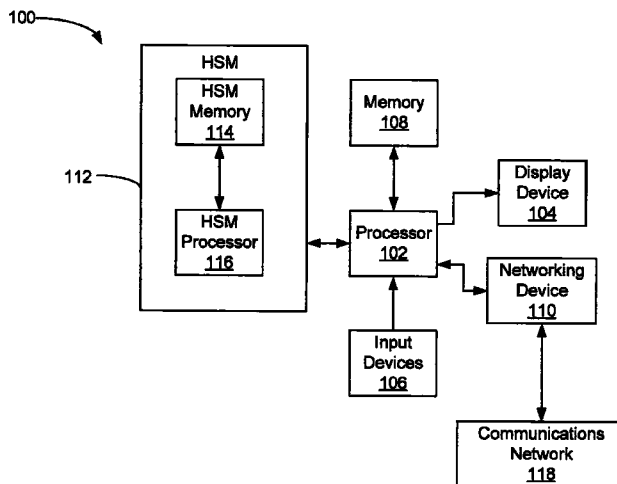 100
HSM
HSM
Memory
114
112
HSM
Processor
116
Memory
108
Processor
102
Input
Devices
106
Display
Device
104
Networking
Device
110
Communications
Network
118